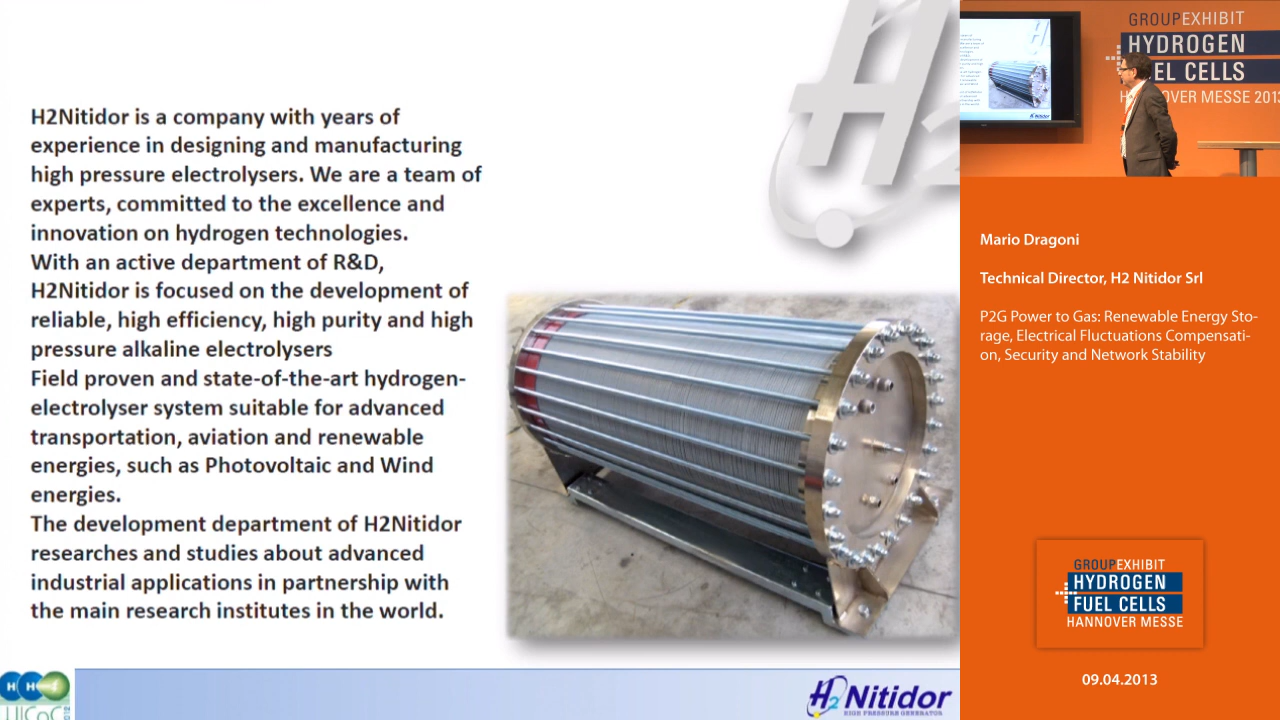 H2Nitidor is a company with years of
experience in designing and manufacturing
high pressure electrolysers. We are a team of
experts, committed to the excellence and
innovation on hydrogen technologies.
With an active department of R&D,
H2Nitidor is focused on the development of
reliable, high efficiency, high purity and high
pressure alkaline electrolysers
Field proven and state-of-the-art hydrogen-
electrolyser system suitable for advanced
transportation, aviation and renewable
energies, such as Photovoltaic and Wind
energies.
The development department of H2Nitidor
researches and studies about advanced
industrial applications in partnership with
the main research institutes in the world.
H2
H2Nitidor
HIGH PRESSURE GENERATOR
GROUPEXHIBIT
HYDROGEN
FUEL CELLS
HANNOVER MESSE 2013
Mario Dragoni
Technical Director, H2 Nitidor Srl
P2G Power to Gas: Renewable Energy Sto-
rage, Electrical Fluctuations Compensati-
on, Security and Network Stability
GROUPEXHIBIT
HYDROGEN
FUEL CELLS
HANNOVER MESSE
09.04.2013